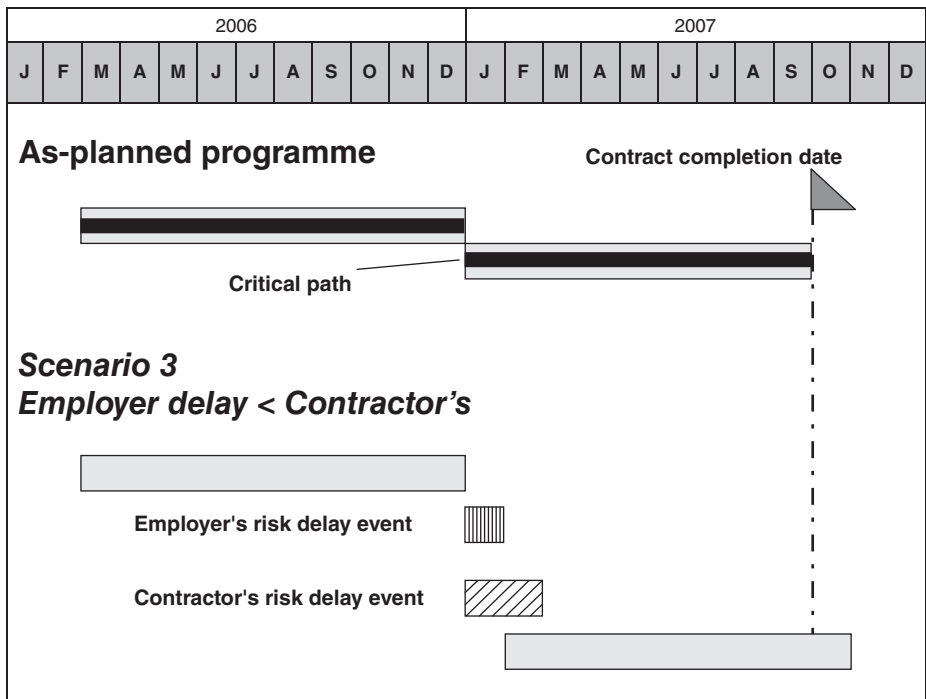 2006 2007
J F M A M J J A S O N D J F M A M J J A S O N D
As-planned programme
Contract completion date
Critical path
Scenario 3
Employer delay < Contractor's
Employer's risk delay event
Contractor's risk delay event